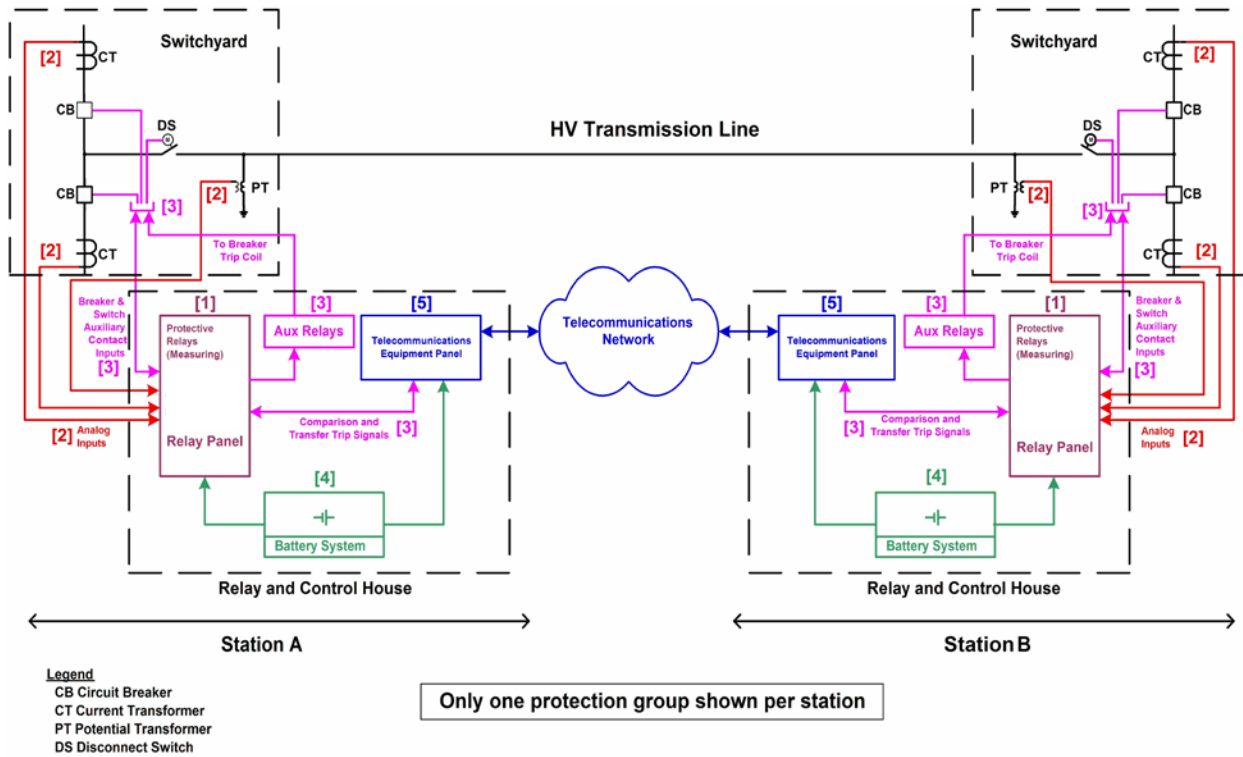 Switchyard
[2]
CT
CB
DS
CB
[3]
[2]
PT
[2]
CT
To Breaker
Trip Coil
HV Transmission Line
Switchyard
CT
[2]
CB
DS
PT
[2]
CB
[3]
CT
[2]
To Breaker
Trip Coil
Breaker &
Switch
Auxiliary
Contact
Inputs
[3]
[1]
Protective
Relays
(Measuring)
Relay Panel
[3]
Aux Relays
[5]
Telecommunications
Equipment Panel
Comparison and
Transfer Trip Signals
[3]
[2]
Analog
Inputs
[4]
Battery System
Relay and Control House
Telecommunications
Network
[5]
Telecommunications
Equipment Panel
[3]
Aux Relays
[1]
Protective
Relays
(Measuring)
Relay Panel
Breaker &
Switch
Auxiliary
Contact
Inputs
[3]
Comparison and
[3]
Transfer Trip Signals
Analog
Inputs
[2]
[4]
Battery System
Relay and Control House
Station A
Station B
Legend
CB Circuit Breaker
CT Current Transformer
PT Potential Transformer
DS Disconnect Switch
Only one protection group shown per station